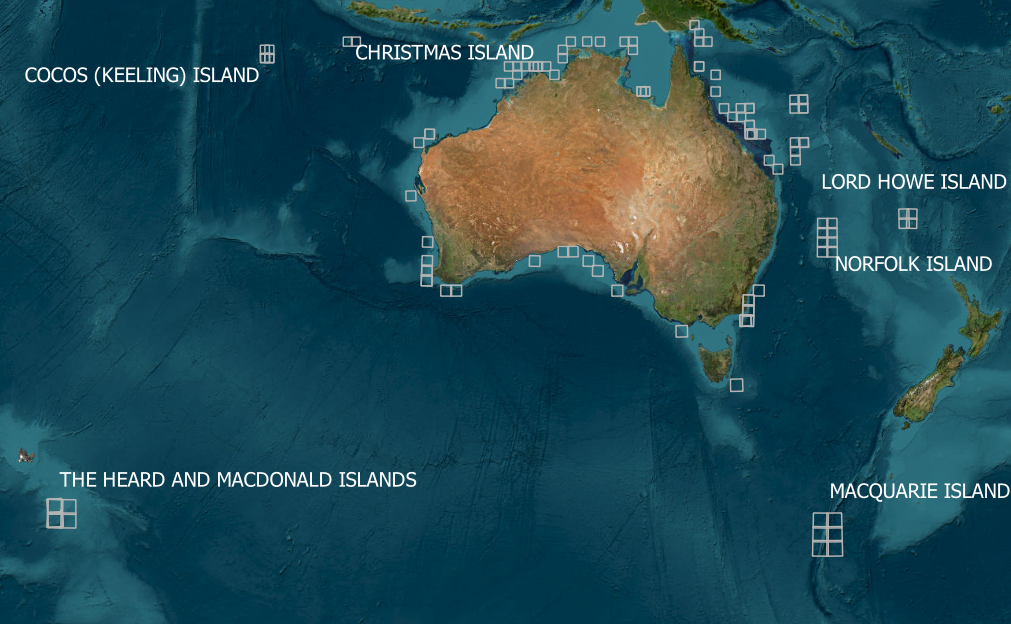 CHRISTMAS ISLAND
COCOS (KEELING) ISLAND
LORD HOWE ISLAND
NORFOLK ISLAND
THE HEARD AND MACDONALD ISLANDS
MACQUARIE ISLAND